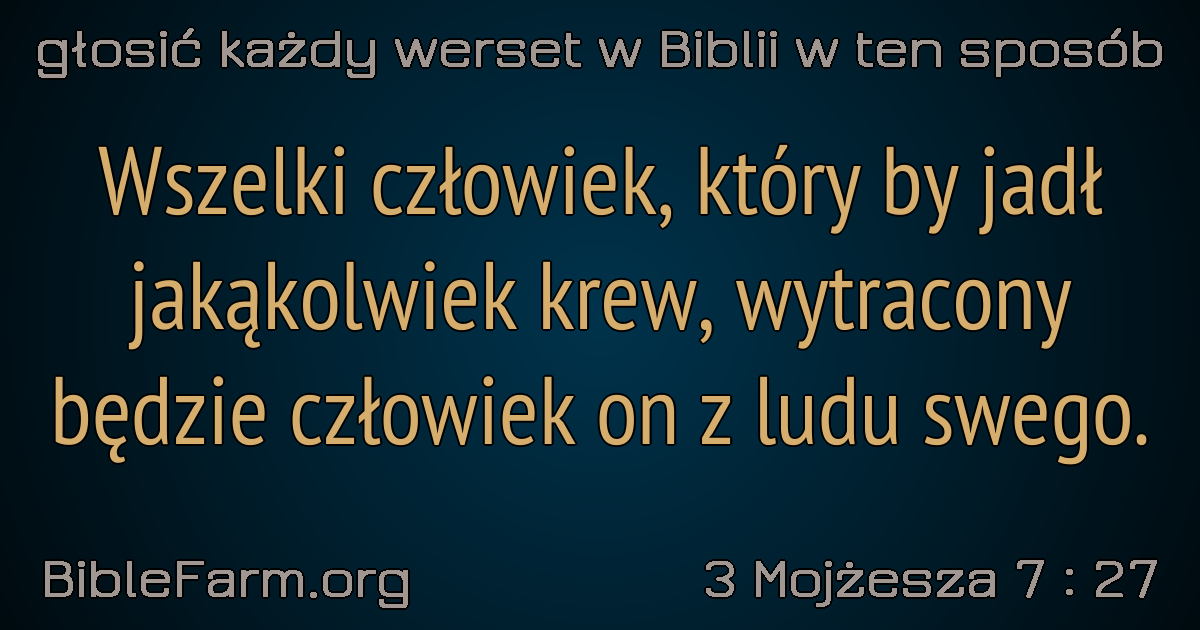 głosić każdy werset w Biblii w ten sposób
Wszelki człowiek, który by jadł
jakąkolwiek krew, wytracony
będzie człowiek on z ludu swego.
BibleFarm.org
3 Mojżesza 7 : 27